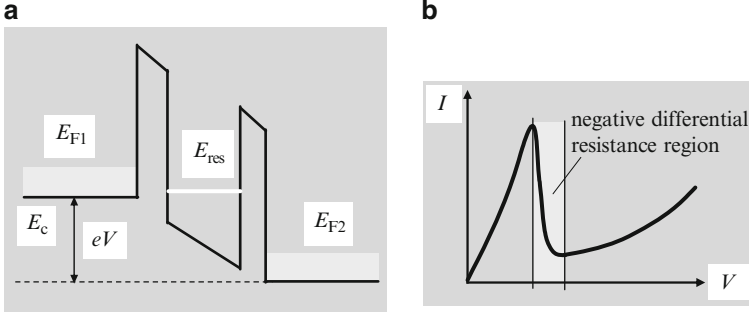 a
E_F1
E_res
E_c
eV
E_F2
b
I
negative differential
resistance region
V